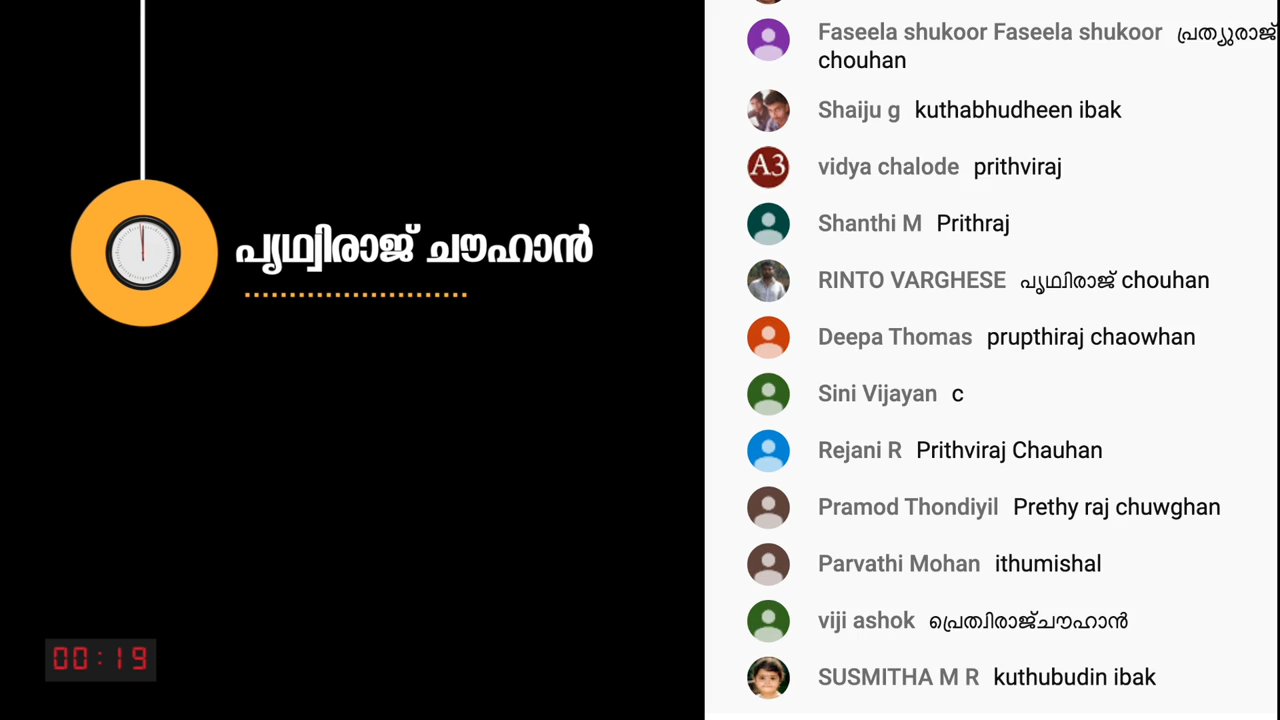 പൃഥ്വിരാജ് ചൗഹാൻ
00:19
Faseela shukoor Faseela shukoor പ്രത്യുരാജ്
chouhan
Shaiju g kuthabhudheen ibak
A3
vidya chalode prithviraj
Shanthi M Prithraj
RINTO VARGHESE പൃഥ്വിരാജ് chouhan
Deepa Thomas prupthiraj chaowhan
Sini Vijayan c
Rejani R Prithviraj Chauhan
Pramod Thondiyil Prethy raj chuwghan
Parvathi Mohan ithumishal
viji ashok പ്രെത്വിരാജ്ചൗഹാൻ
SUSMITHA M R kuthubudin ibak